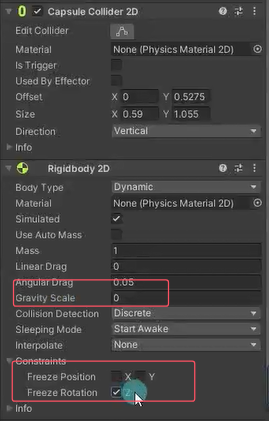 Capsule Collider 2D
Edit Collider
Material None (Physics Material 2D)
Is Trigger
Used By Effector
Offset X 0 Y 0.5275
Size X 0.59 Y 1.055
Direction Vertical
Info
Rigidbody 2D
Body Type Dynamic
Material None (Physics Material 2D)
Simulated
Use Auto Mass
Mass 1
Linear Drag 0
Angular Drag 0.05
Gravity Scale 0
Collision Detection Discrete
Sleeping Mode Start Awake
Interpolate None
Constraints
Freeze Position X Y
Freeze Rotation Z
Info